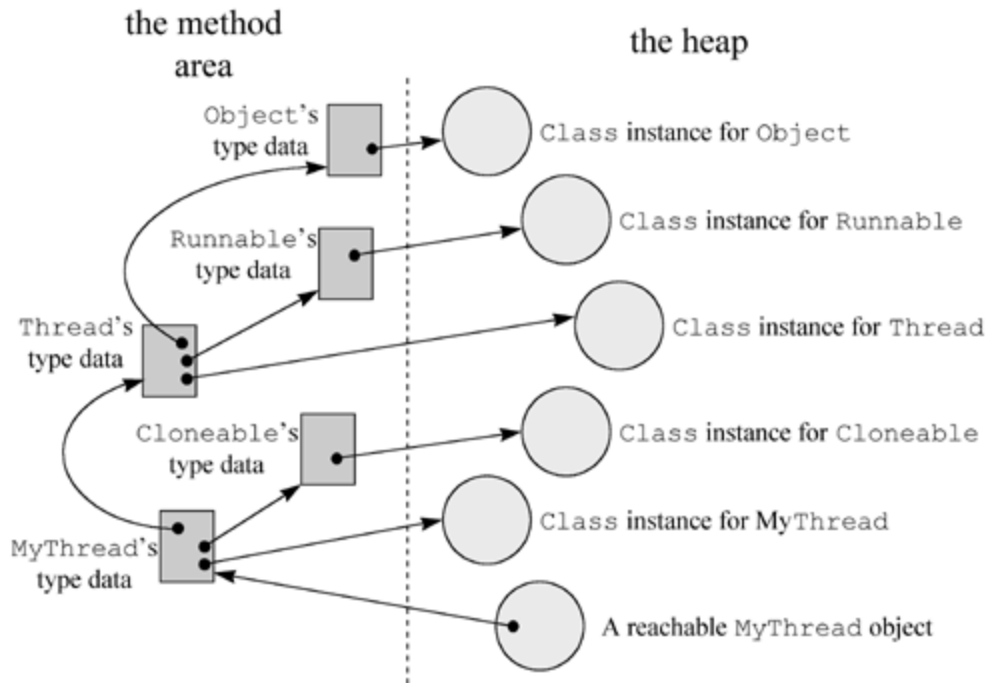 the method
area
the heap
Object's
type data
Class instance for Object
Runnable's
type data
Class instance for Runnable
Thread's
type data
Class instance for Thread
Cloneable's
type data
Class instance for Cloneable
MyThread's
type data
Class instance for MyThread
A reachable MyThread object